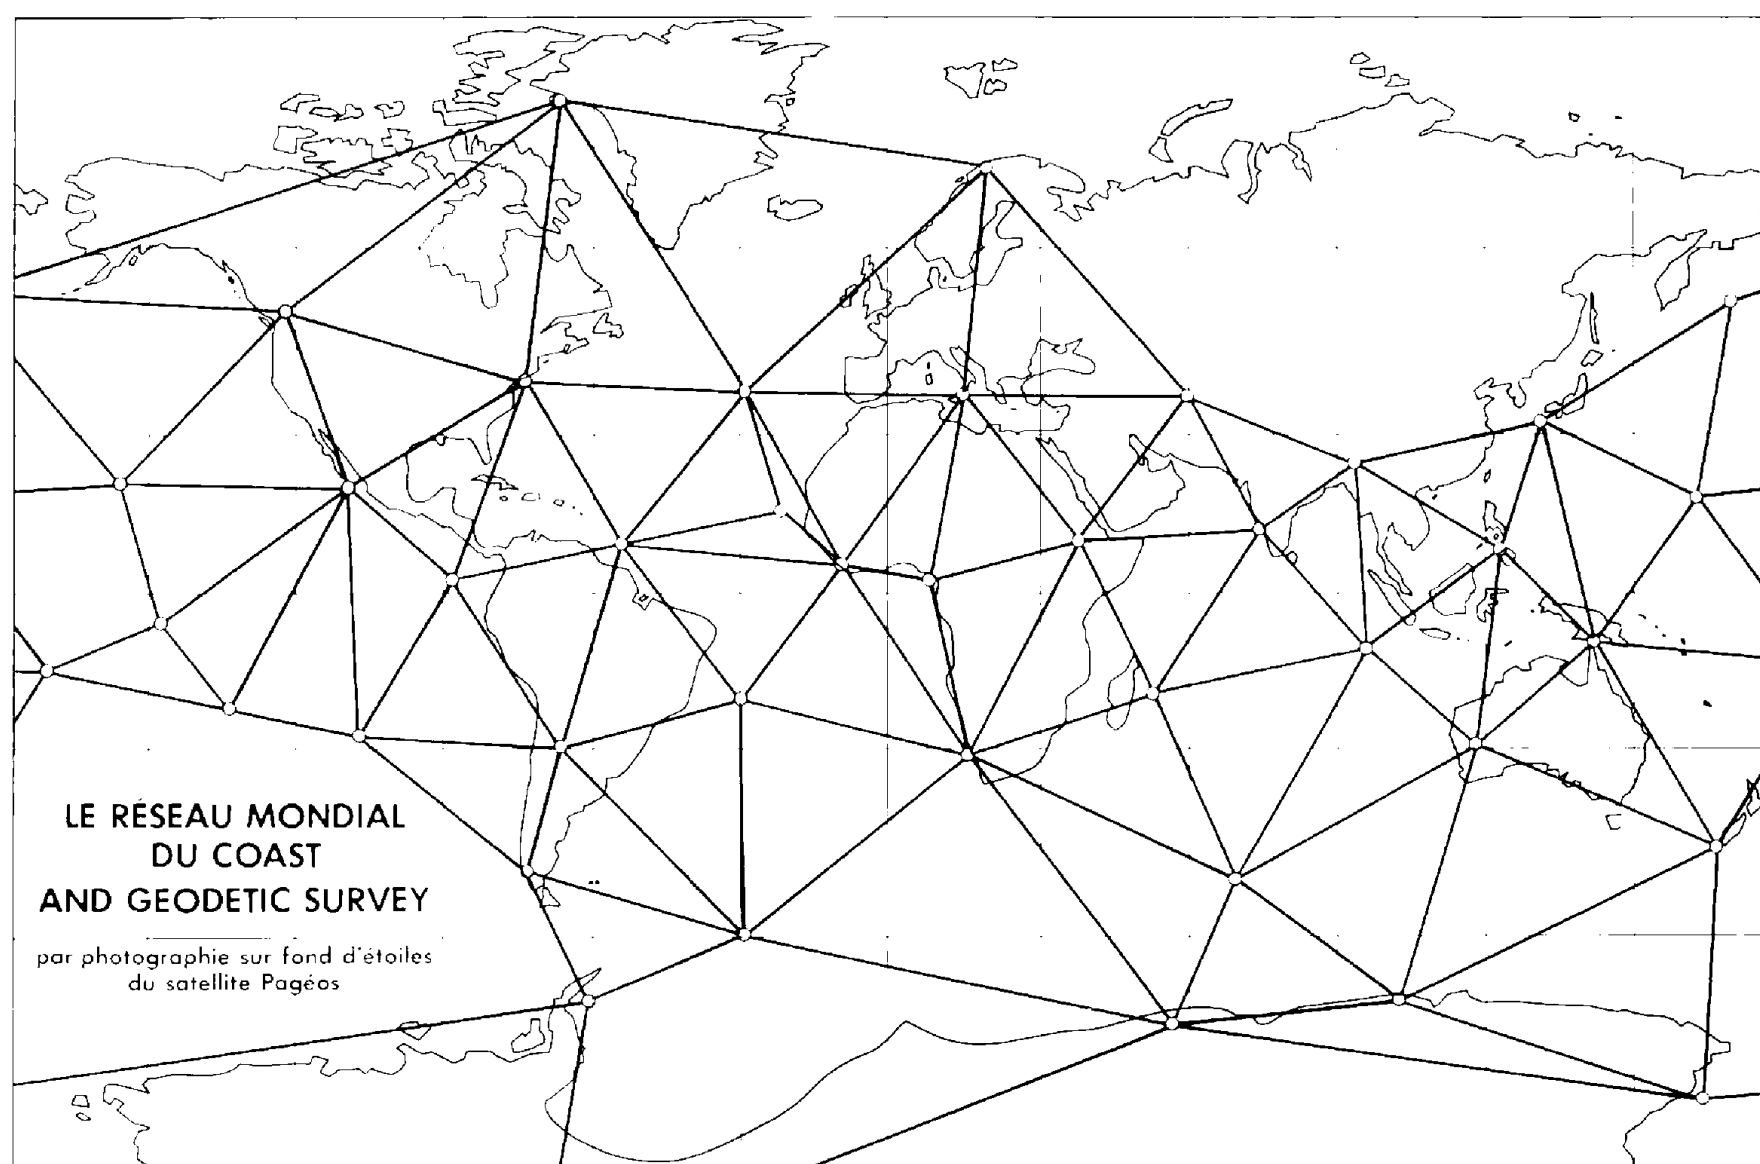 LE RÉSEAU MONDIAL
DU COAST
AND GEODETIC SURVEY
par photographie sur fond d'étoiles
du satellite Pagéos